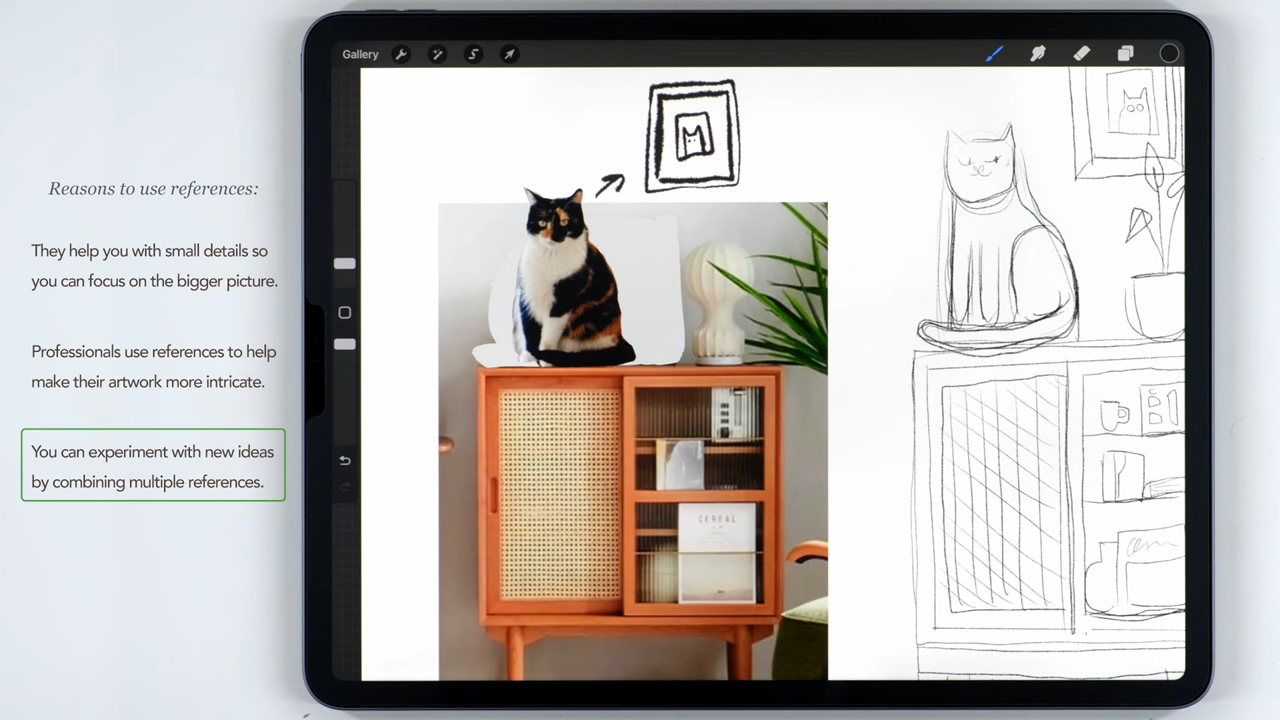 Reasons to use references:
They help you with small details so
you can focus on the bigger picture.
Professionals use references to help
make their artwork more intricate.
You can experiment with new ideas
by combining multiple references.
Gallery
CEREAL